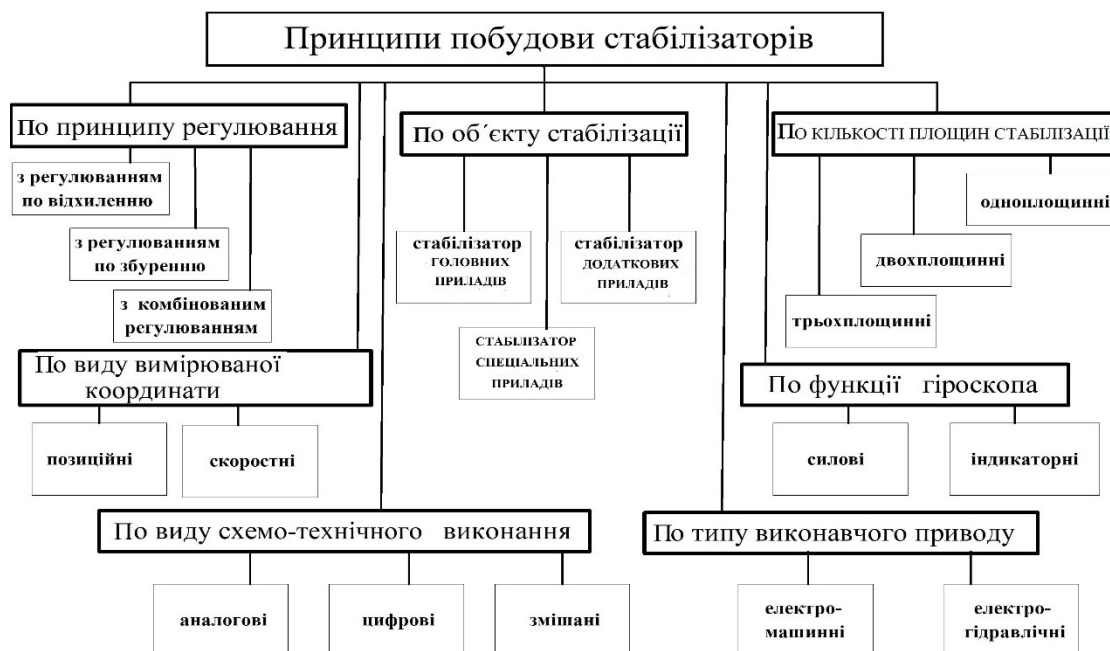 Принципи побудови стабілізаторів
По принципу регулювання
з регулюванням
по відхиленню
з регулюванням
по збуренню
з комбінованим
регулюванням
По об´єкту стабілізації
стабілізатор
ГОЛОВНИХ
ПРИЛАДІВ
стабілізатор
ДОДАТКОВИХ
ПРИЛАДІВ
СТАБІЛІЗАТОР
СПЕЦІАЛЬНИХ
ПРИЛАДІВ
ПО КІЛЬКОСТІ ПЛОЩИН СТАБІЛІЗАЦІЇ
одноплощинні
двохплощинні
трьохплощинні
По виду вимірюваної
координати
позиційні
скоростні
По функції гіроскопа
силові
індикаторні
По виду схемо-технічного виконання
аналогові
цифрові
змішані
По типу виконавчого приводу
електро-
машинні
електро-
гідравлічні